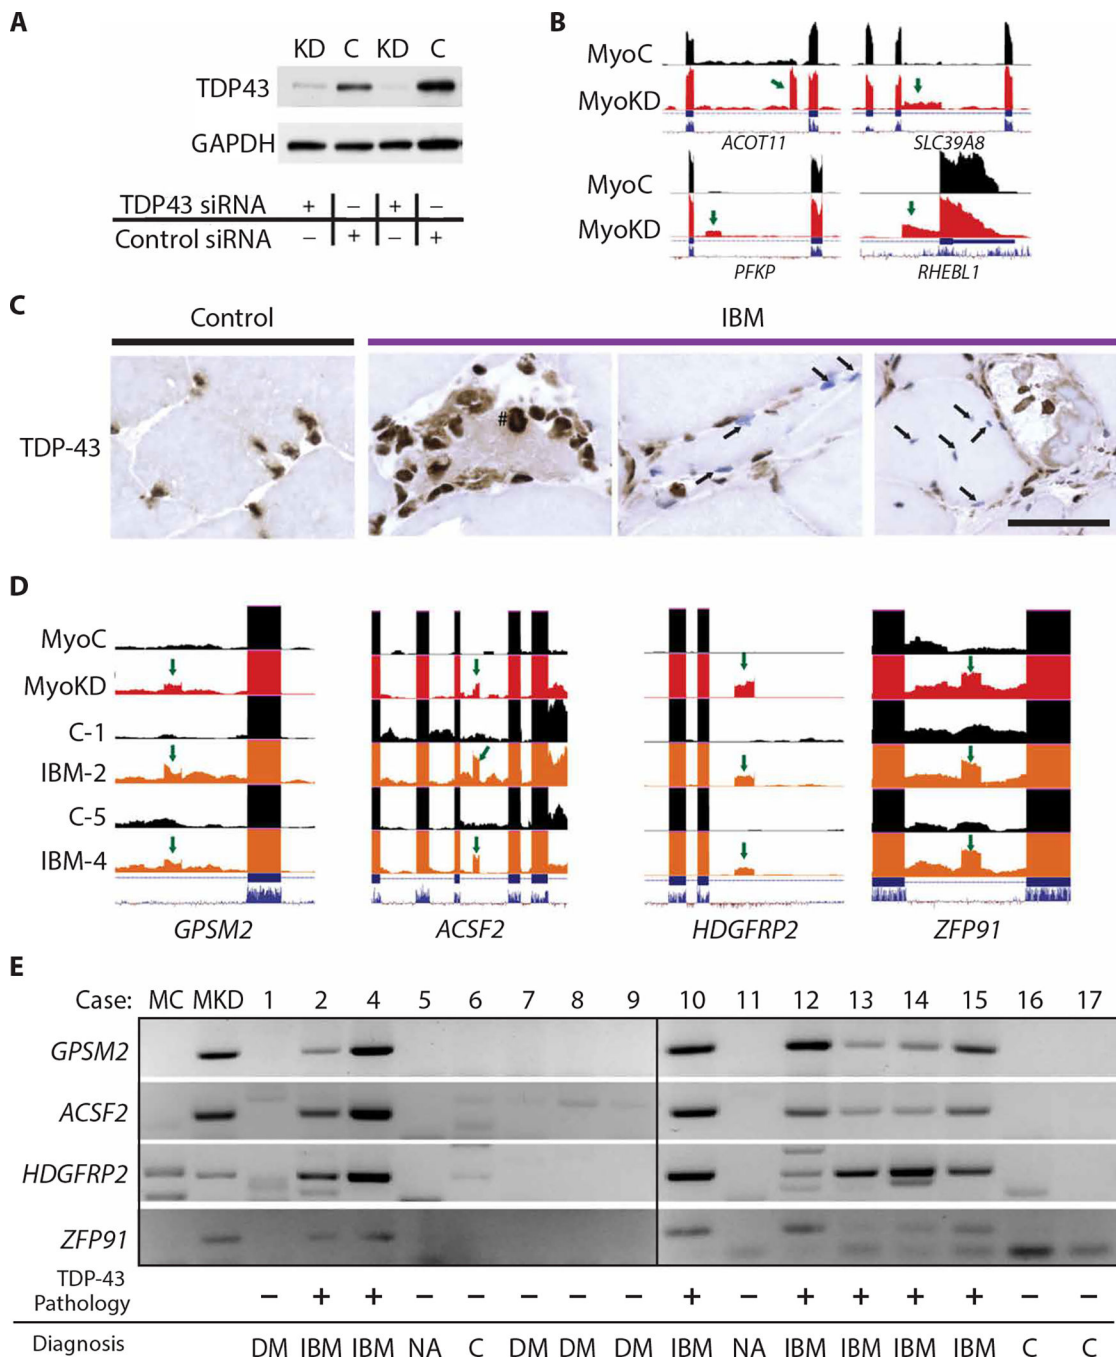 A
KD C KD C
TDP43
GAPDH
TDP43 siRNA + − + −
Control siRNA − + − +
B
MyoC
MyoKD
ACOT11 SLC39A8
MyoC
MyoKD
PFKP RHEBL1
C
Control IBM
TDP-43
#
D
MyoC
MyoKD
C-1
IBM-2
C-5
IBM-4
GPSM2 ACSF2 HDGFRP2 ZFP91
E
Case: MC MKD 1 2 4 5 6 7 8 9 10 11 12 13 14 15 16 17
GPSM2
ACSF2
HDGFRP2
ZFP91
TDP-43
Pathology − + + − − − − − + − + + + + − −
Diagnosis DM IBM IBM NA C DM DM DM IBM NA IBM IBM IBM IBM C C